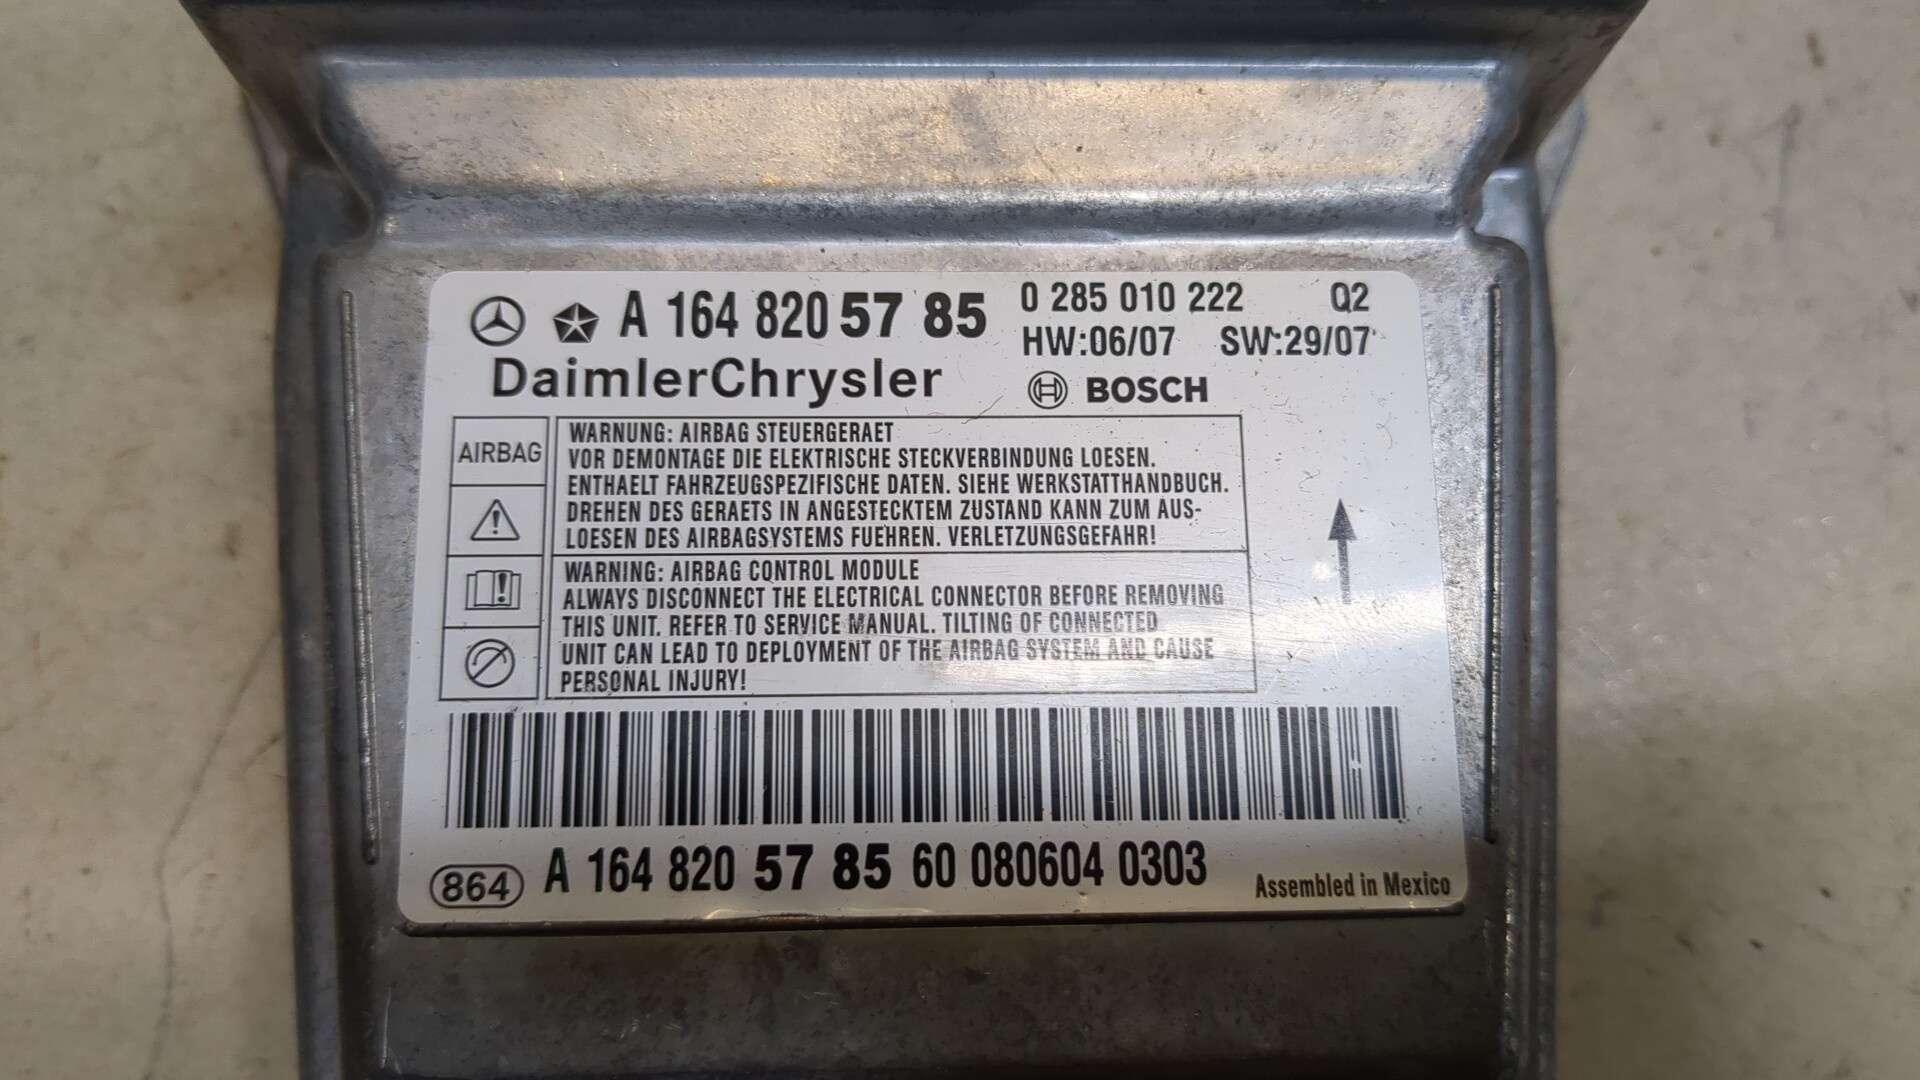 A 164 820 57 85 0 285 010 222 Q2
HW:06/07 SW:29/07
DaimlerChrysler BOSCH
AIRBAG
WARNUNG: AIRBAG STEUERGERAET
VOR DEMONTAGE DIE ELEKTRISCHE STECKVERBINDUNG LOESEN.
ENTHAELT FAHRZEUGSPEZIFISCHE DATEN. SIEHE WERKSTATTHANDBUCH.
DREHEN DES GERAETS IN ANGESTECKTEM ZUSTAND KANN ZUM AUS-
LOESEN DES AIRBAGSYSTEMS FUEHREN. VERLETZUNGSGEFAHR!
WARNING: AIRBAG CONTROL MODULE
ALWAYS DISCONNECT THE ELECTRICAL CONNECTOR BEFORE REMOVING
THIS UNIT. REFER TO SERVICE MANUAL. TILTING OF CONNECTED
UNIT CAN LEAD TO DEPLOYMENT OF THE AIRBAG SYSTEM AND CAUSE
PERSONAL INJURY!
864 A 164 820 57 85 60 080604 0303
Assembled in Mexico